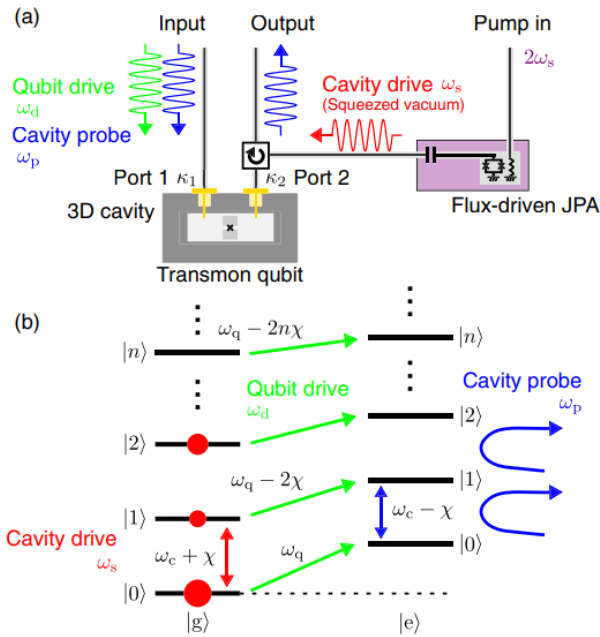 (a)
Input
Output
Pump in
2ωs
Qubit drive
ωd
Cavity probe
ωp
Cavity drive ωs
(Squeezed vacuum)
Port 1 κ1
κ2 Port 2
3D cavity
Flux-driven JPA
Transmon qubit
(b)
|n⟩
ωq − 2nχ
|n⟩
Qubit drive
ωd
Cavity probe
ωp
|2⟩
|2⟩
ωq − 2χ
|1⟩
|1⟩
Cavity drive
ωs
ωc + χ
ωq
ωc − χ
|0⟩
|0⟩
|g⟩
|e⟩